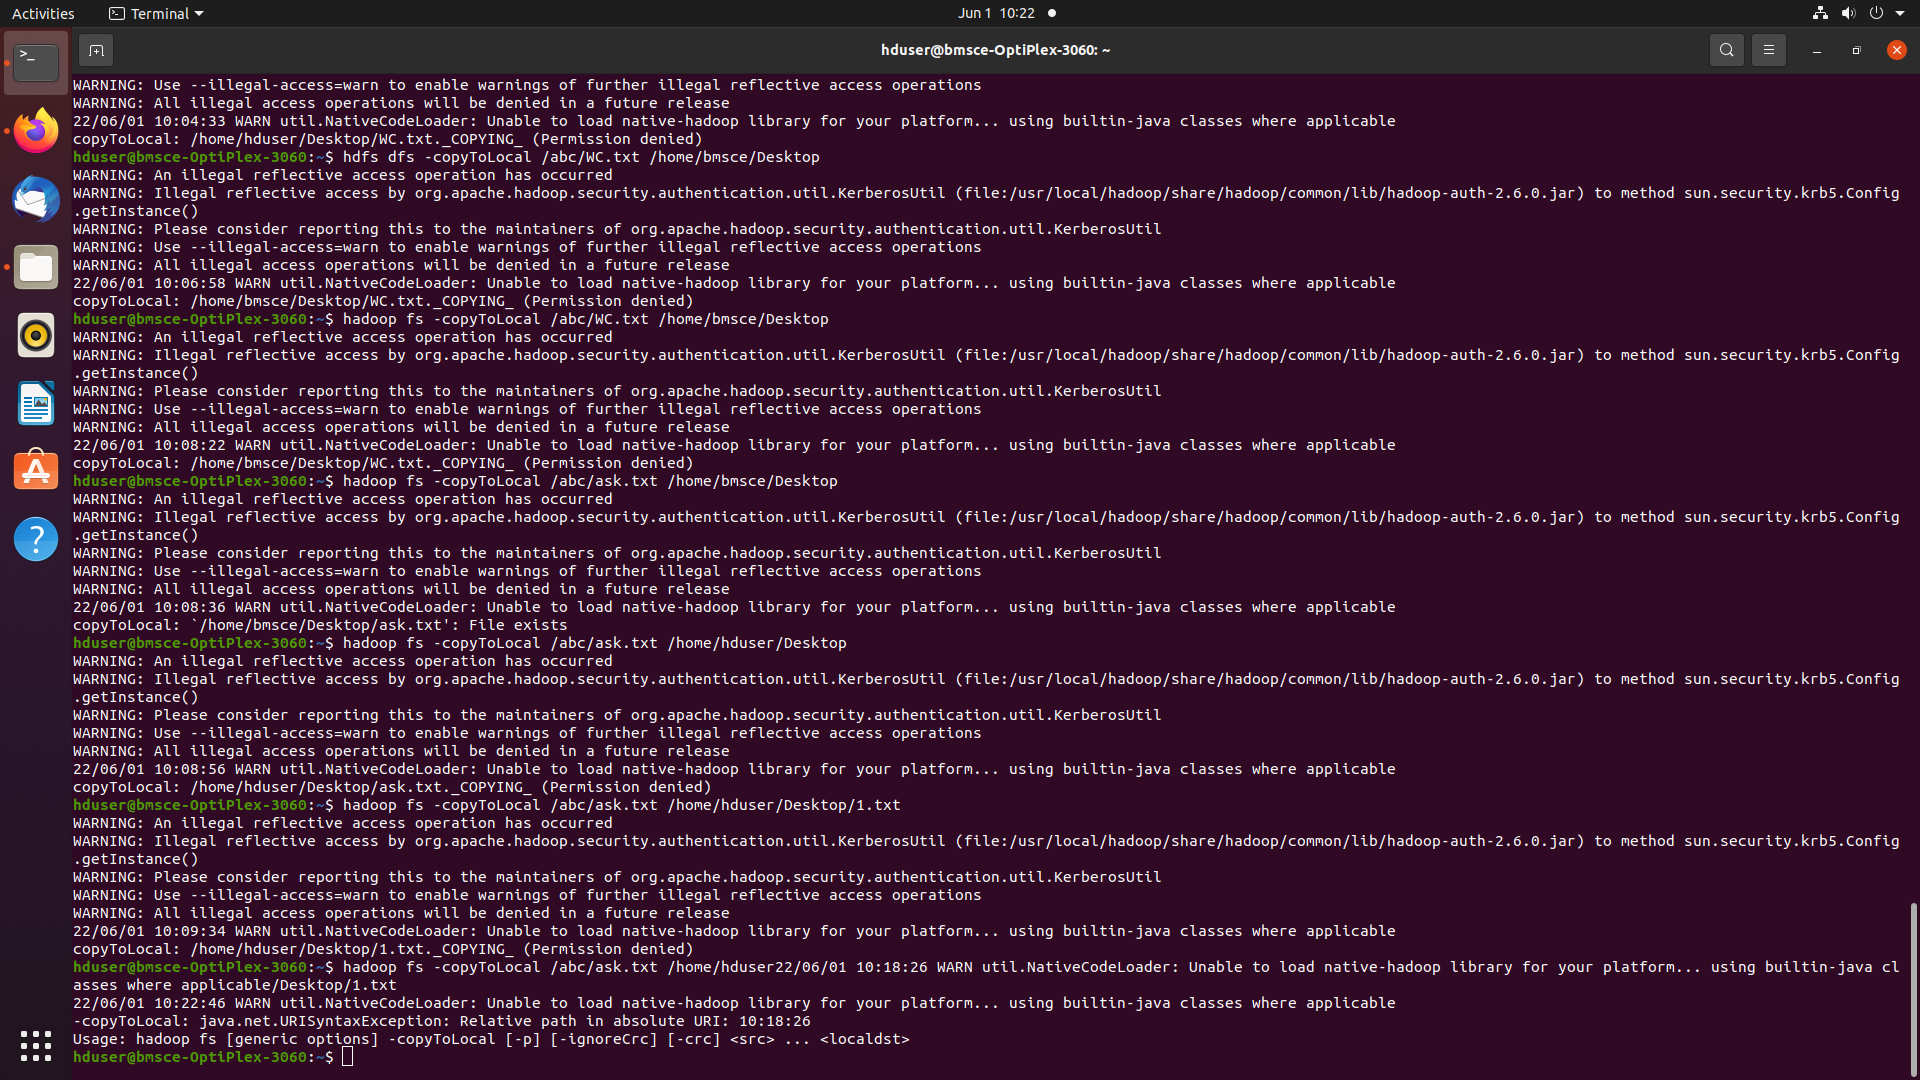 Activities
Terminal
Jun 1 10:22
hduser@bmsce-OptiPlex-3060: ~
WARNING: Use --illegal-access=warn to enable warnings of further illegal reflective access operations
WARNING: All illegal access operations will be denied in a future release
22/06/01 10:04:33 WARN util.NativeCodeLoader: Unable to load native-hadoop library for your platform... using builtin-java classes where applicable
copyToLocal: /home/hduser/Desktop/WC.txt._COPYING_ (Permission denied)
hduser@bmsce-OptiPlex-3060:~$ hdfs dfs -copyToLocal /abc/WC.txt /home/bmsce/Desktop
WARNING: An illegal reflective access operation has occurred
WARNING: Illegal reflective access by org.apache.hadoop.security.authentication.util.KerberosUtil (file:/usr/local/hadoop/share/hadoop/common/lib/hadoop-auth-2.6.0.jar) to method sun.security.krb5.Config
.getInstance()
WARNING: Please consider reporting this to the maintainers of org.apache.hadoop.security.authentication.util.KerberosUtil
WARNING: Use --illegal-access=warn to enable warnings of further illegal reflective access operations
WARNING: All illegal access operations will be denied in a future release
22/06/01 10:06:58 WARN util.NativeCodeLoader: Unable to load native-hadoop library for your platform... using builtin-java classes where applicable
copyToLocal: /home/bmsce/Desktop/WC.txt._COPYING_ (Permission denied)
hduser@bmsce-OptiPlex-3060:~$ hadoop fs -copyToLocal /abc/WC.txt /home/bmsce/Desktop
WARNING: An illegal reflective access operation has occurred
WARNING: Illegal reflective access by org.apache.hadoop.security.authentication.util.KerberosUtil (file:/usr/local/hadoop/share/hadoop/common/lib/hadoop-auth-2.6.0.jar) to method sun.security.krb5.Config
.getInstance()
WARNING: Please consider reporting this to the maintainers of org.apache.hadoop.security.authentication.util.KerberosUtil
WARNING: Use --illegal-access=warn to enable warnings of further illegal reflective access operations
WARNING: All illegal access operations will be denied in a future release
22/06/01 10:08:22 WARN util.NativeCodeLoader: Unable to load native-hadoop library for your platform... using builtin-java classes where applicable
copyToLocal: /home/bmsce/Desktop/WC.txt._COPYING_ (Permission denied)
hduser@bmsce-OptiPlex-3060:~$ hadoop fs -copyToLocal /abc/ask.txt /home/bmsce/Desktop
WARNING: An illegal reflective access operation has occurred
WARNING: Illegal reflective access by org.apache.hadoop.security.authentication.util.KerberosUtil (file:/usr/local/hadoop/share/hadoop/common/lib/hadoop-auth-2.6.0.jar) to method sun.security.krb5.Config
.getInstance()
WARNING: Please consider reporting this to the maintainers of org.apache.hadoop.security.authentication.util.KerberosUtil
WARNING: Use --illegal-access=warn to enable warnings of further illegal reflective access operations
WARNING: All illegal access operations will be denied in a future release
22/06/01 10:08:36 WARN util.NativeCodeLoader: Unable to load native-hadoop library for your platform... using builtin-java classes where applicable
copyToLocal: `/home/bmsce/Desktop/ask.txt': File exists
hduser@bmsce-OptiPlex-3060:~$ hadoop fs -copyToLocal /abc/ask.txt /home/hduser/Desktop
WARNING: An illegal reflective access operation has occurred
WARNING: Illegal reflective access by org.apache.hadoop.security.authentication.util.KerberosUtil (file:/usr/local/hadoop/share/hadoop/common/lib/hadoop-auth-2.6.0.jar) to method sun.security.krb5.Config
.getInstance()
WARNING: Please consider reporting this to the maintainers of org.apache.hadoop.security.authentication.util.KerberosUtil
WARNING: Use --illegal-access=warn to enable warnings of further illegal reflective access operations
WARNING: All illegal access operations will be denied in a future release
22/06/01 10:08:56 WARN util.NativeCodeLoader: Unable to load native-hadoop library for your platform... using builtin-java classes where applicable
copyToLocal: /home/hduser/Desktop/ask.txt._COPYING_ (Permission denied)
hduser@bmsce-OptiPlex-3060:~$ hadoop fs -copyToLocal /abc/ask.txt /home/hduser/Desktop/1.txt
WARNING: An illegal reflective access operation has occurred
WARNING: Illegal reflective access by org.apache.hadoop.security.authentication.util.KerberosUtil (file:/usr/local/hadoop/share/hadoop/common/lib/hadoop-auth-2.6.0.jar) to method sun.security.krb5.Config
.getInstance()
WARNING: Please consider reporting this to the maintainers of org.apache.hadoop.security.authentication.util.KerberosUtil
WARNING: Use --illegal-access=warn to enable warnings of further illegal reflective access operations
WARNING: All illegal access operations will be denied in a future release
22/06/01 10:09:34 WARN util.NativeCodeLoader: Unable to load native-hadoop library for your platform... using builtin-java classes where applicable
copyToLocal: /home/hduser/Desktop/1.txt._COPYING_ (Permission denied)
hduser@bmsce-OptiPlex-3060:~$ hadoop fs -copyToLocal /abc/ask.txt /home/hduser22/06/01 10:18:26 WARN util.NativeCodeLoader: Unable to load native-hadoop library for your platform... using builtin-java cl
asses where applicable/Desktop/1.txt
22/06/01 10:22:46 WARN util.NativeCodeLoader: Unable to load native-hadoop library for your platform... using builtin-java classes where applicable
-copyToLocal: java.net.URISyntaxException: Relative path in absolute URI: 10:18:26
Usage: hadoop fs [generic options] -copyToLocal [-p] [-ignoreCrc] [-crc] <src> ... <localdst>
hduser@bmsce-OptiPlex-3060:~$